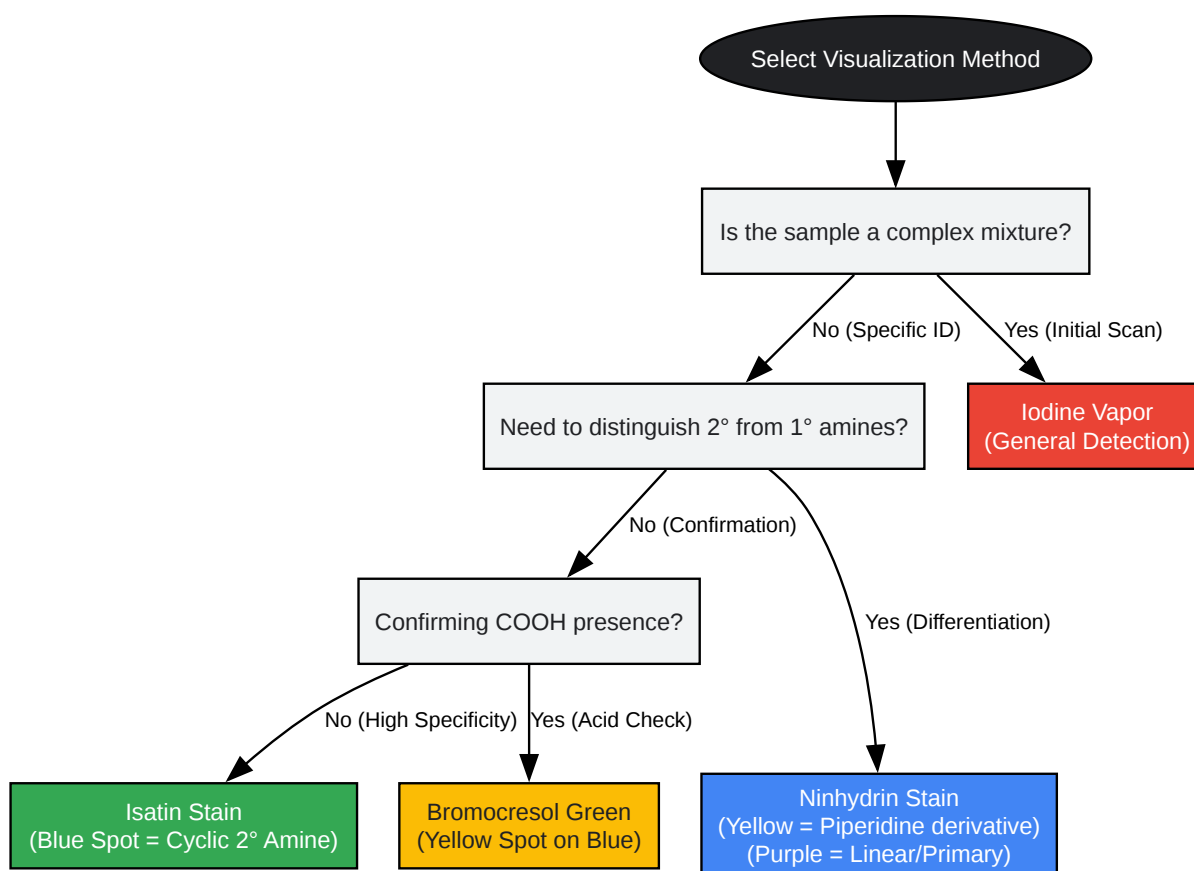 Select Visualization Method
Is the sample a complex mixture?
No (Specific ID)
Yes (Initial Scan)
Need to distinguish 2° from 1° amines?
Iodine Vapor
(General Detection)
No (Confirmation)
Confirming COOH presence?
Yes (Differentiation)
No (High Specificity)
Yes (Acid Check)
Isatin Stain
(Blue Spot = Cyclic 2° Amine)
Bromocresol Green
(Yellow Spot on Blue)
Ninhydrin Stain
(Yellow = Piperidine derivative)
(Purple = Linear/Primary)